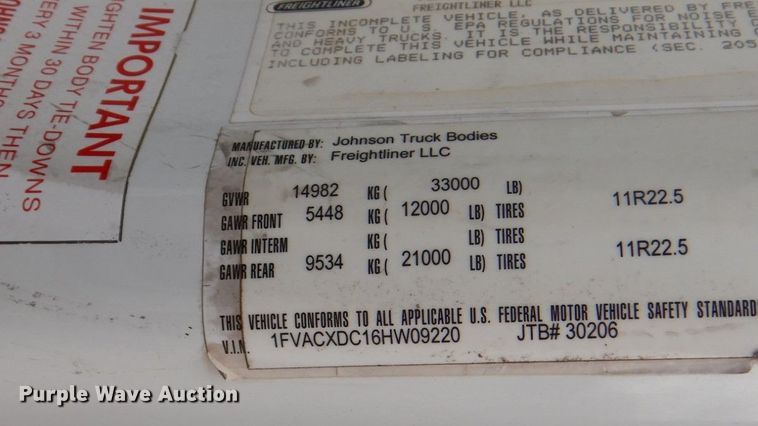 FREIGHTLINER
FREIGHTLINER LLC
THIS INCOMPLETE VEHICLE, AS DELIVERED BY FRE
CONFORMS TO U.S. EPA REGULATIONS FOR NOISE E
AND HEAVY TRUCKS. IT IS THE RESPONSIBILITY O
TO COMPLETE THIS VEHICLE WHILE MAINTAINING
INCLUDING LABELING FOR COMPLIANCE (SEC. 205
IMPORTANT
GHTEN BODY TIE-DOWNS
WITHIN 30 DAYS THEN
VERY 3 MONTHS
MANUFACTURED BY: Johnson Truck Bodies
INC. VEH. MFG. BY: Freightliner LLC
GVWR 14982 KG ( 33000 LB)
GAWR FRONT 5448 KG ( 12000 LB) TIRES 11R22.5
GAWR INTERM KG ( LB) TIRES
GAWR REAR 9534 KG ( 21000 LB) TIRES 11R22.5
THIS VEHICLE CONFORMS TO ALL APPLICABLE U.S. FEDERAL MOTOR VEHICLE SAFETY STANDARD
V.I.N. 1FVACXDC16HW09220 JTB# 30206
Purple Wave Auction